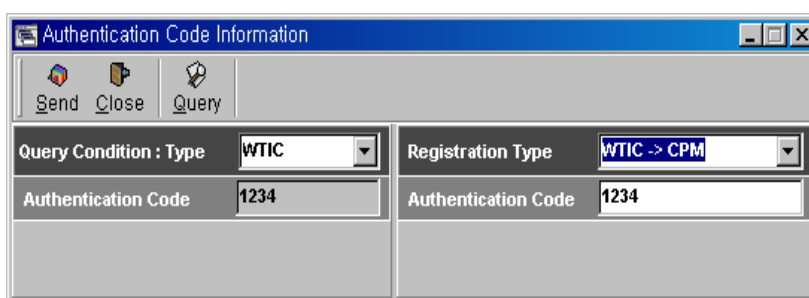 Authentication Code Information
Send Close Query
Query Condition : Type WTIC Registration Type WTIC -> CPM
Authentication Code 1234 Authentication Code 1234